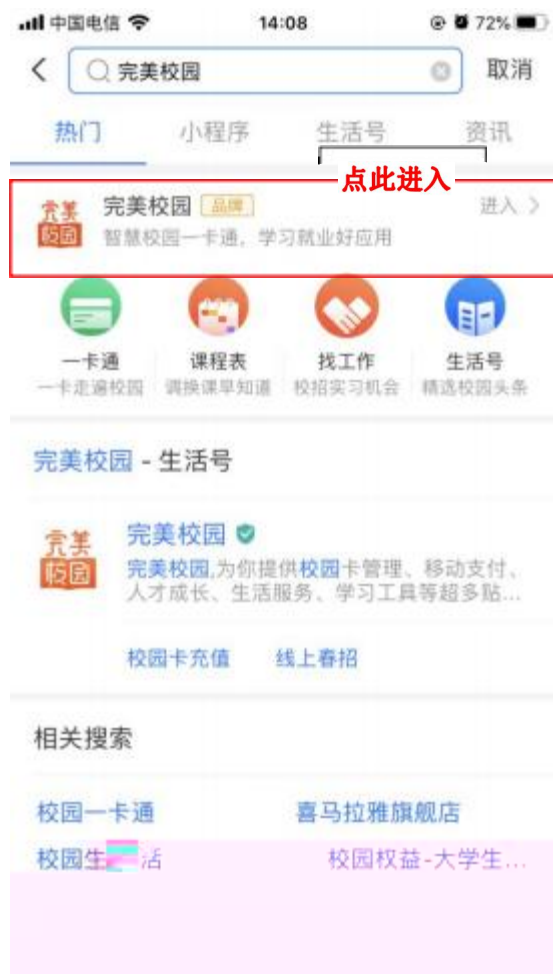 中国电信 14:08 72%
完美校园 取消
热门 小程序 生活号 资讯
点此进入
完美校园 品牌 进入
智慧校园一卡通，学习就业好应用
完美校园
一卡通 课程表 找工作 生活号
一卡走遍校园 调换课早知道 校招实习机会 精选校园头条
完美校园 - 生活号
完美校园
完美校园,为你提供校园卡管理、移动支付、
人才成长、生活服务、学习工具等超多贴...
完美校园
校园卡充值 线上春招
相关搜索
校园一卡通 喜马拉雅旗舰店
校园生 活 校园权益-大学生...